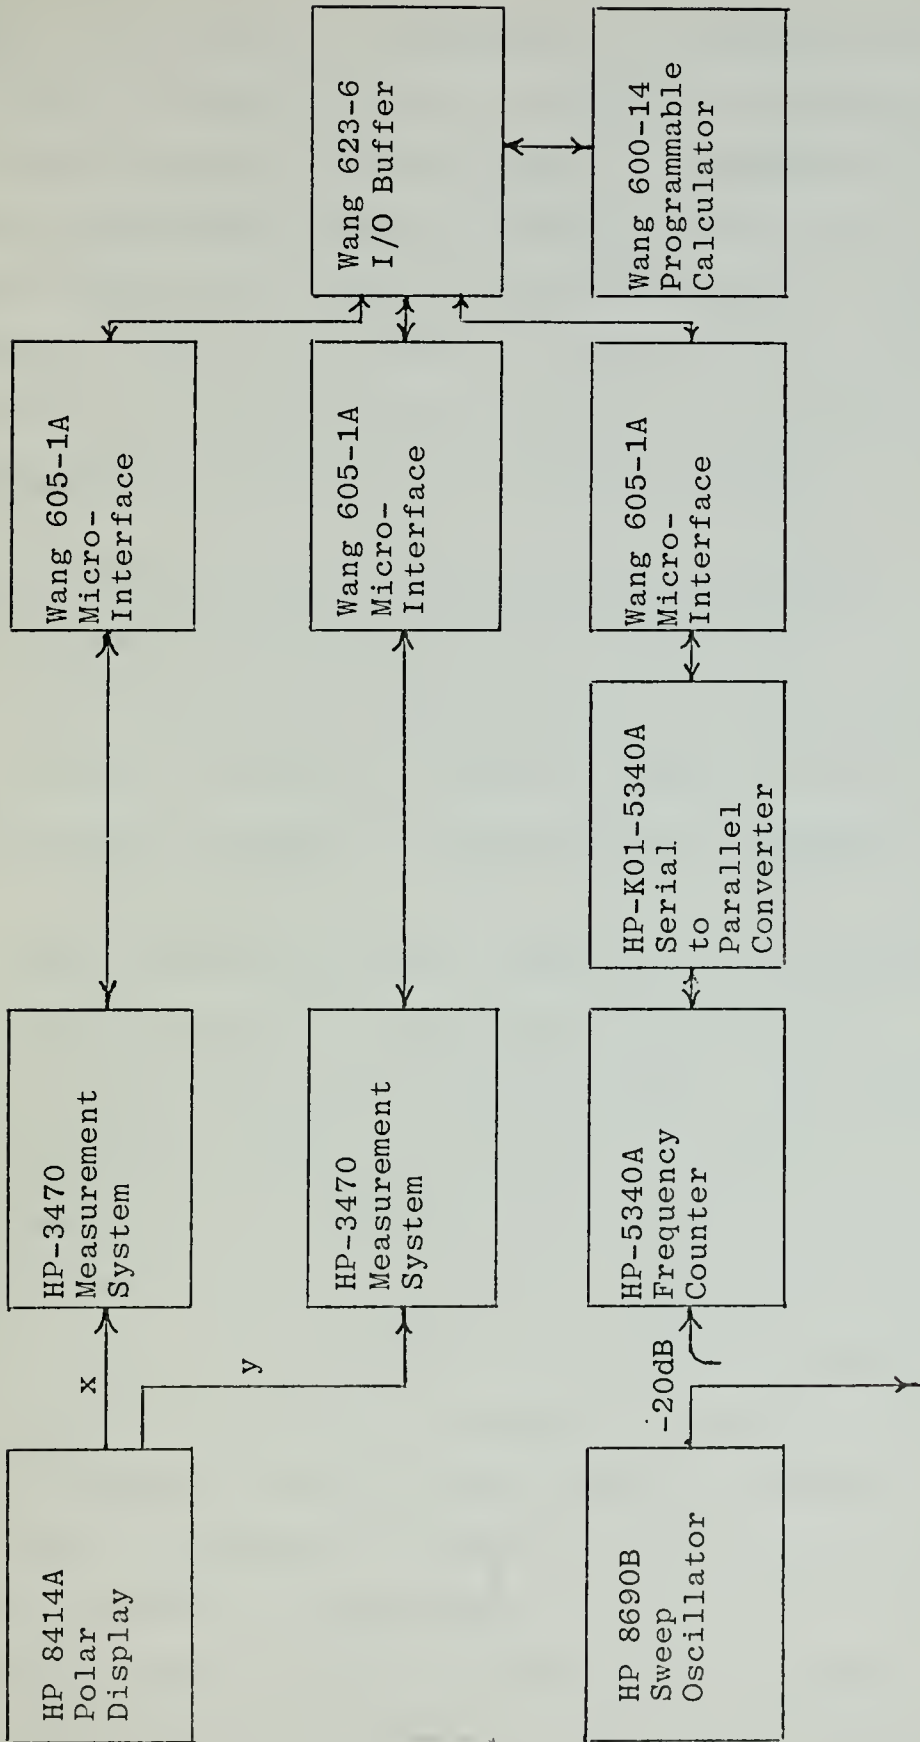 HP 8414A
Polar
Display
x
y
HP-3470
Measurement
System
Wang 605-1A
Micro-
Interface
HP-3470
Measurement
System
Wang 605-1A
Micro-
Interface
Wang 623-6
I/O Buffer
HP 8690B
Sweep
Oscillator
-20dB
HP-5340A
Frequency
Counter
HP-K01-5340A
Serial
to
Parallel
Converter
Wang 605-1A
Micro-
Interface
Wang 600-14
Programmable
Calculator